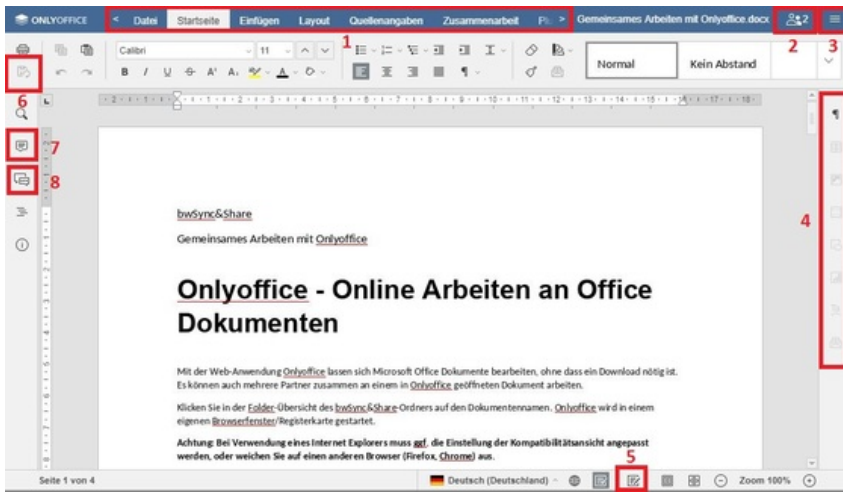 ONLYOFFICE
< Datei Startseite Einfügen Layout Quellenangaben Zusammenarbeit >
Gemeinsames Arbeiten mit Onlyoffice.docx
2
1
2
3
Calibri
11
Normal
Kein Abstand
6
7
8
4
bwSync&Share
Gemeinsames Arbeiten mit Onlyoffice
Onlyoffice - Online Arbeiten an Office
Dokumenten
Mit der Web-Anwendung Onlyoffice lassen sich Microsoft Office Dokumente bearbeiten, ohne dass ein Download nötig ist.
Es können auch mehrere Partner zusammen an einem in Onlyoffice geöffneten Dokument arbeiten.
Klicken Sie in der Folder-Übersicht des bwSync&Share-Ordners auf den Dokumentennamen. Onlyoffice wird in einem
eigenen Browserfenster/Registerkarte gestartet.
Achtung: Bei Verwendung eines Internet Explorers muss ggf. die Einstellung der Kompatibilitätsansicht angepasst
werden, oder weichen Sie auf einen anderen Browser (Firefox, Chrome) aus.
5
Seite 1 von 4
Deutsch (Deutschland)
Zoom 100%